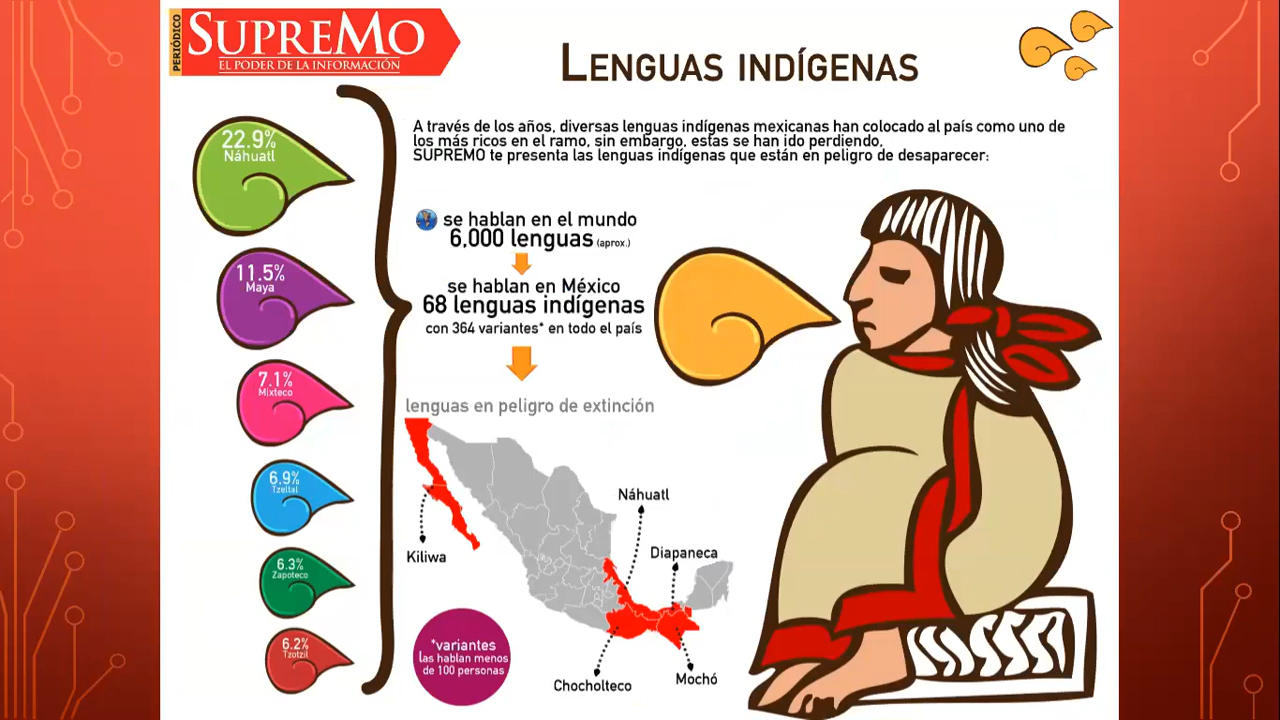 PERIÓDICO
SUPREMO
EL PODER DE LA INFORMACIÓN
LENGUAS INDÍGENAS
A través de los años, diversas lenguas indígenas mexicanas han colocado al país como uno de
los más ricos en el ramo, sin embargo, estas se han ido perdiendo,
SUPREMO te presenta las lenguas indígenas que están en peligro de desaparecer:
22.9%
Náhuatl
11.5%
Maya
7.1%
Mixteco
6.9%
Tzeltal
6.3%
Zapoteco
6.2%
Tzotzil
se hablan en el mundo
6,000 lenguas (aprox.)
se hablan en México
68 lenguas indígenas
con 364 variantes* en todo el país
lenguas en peligro de extinción
Náhuatl
Diapaneca
Kiliwa
Chocholteco
Mochó
*variantes
las hablan menos
de 100 personas